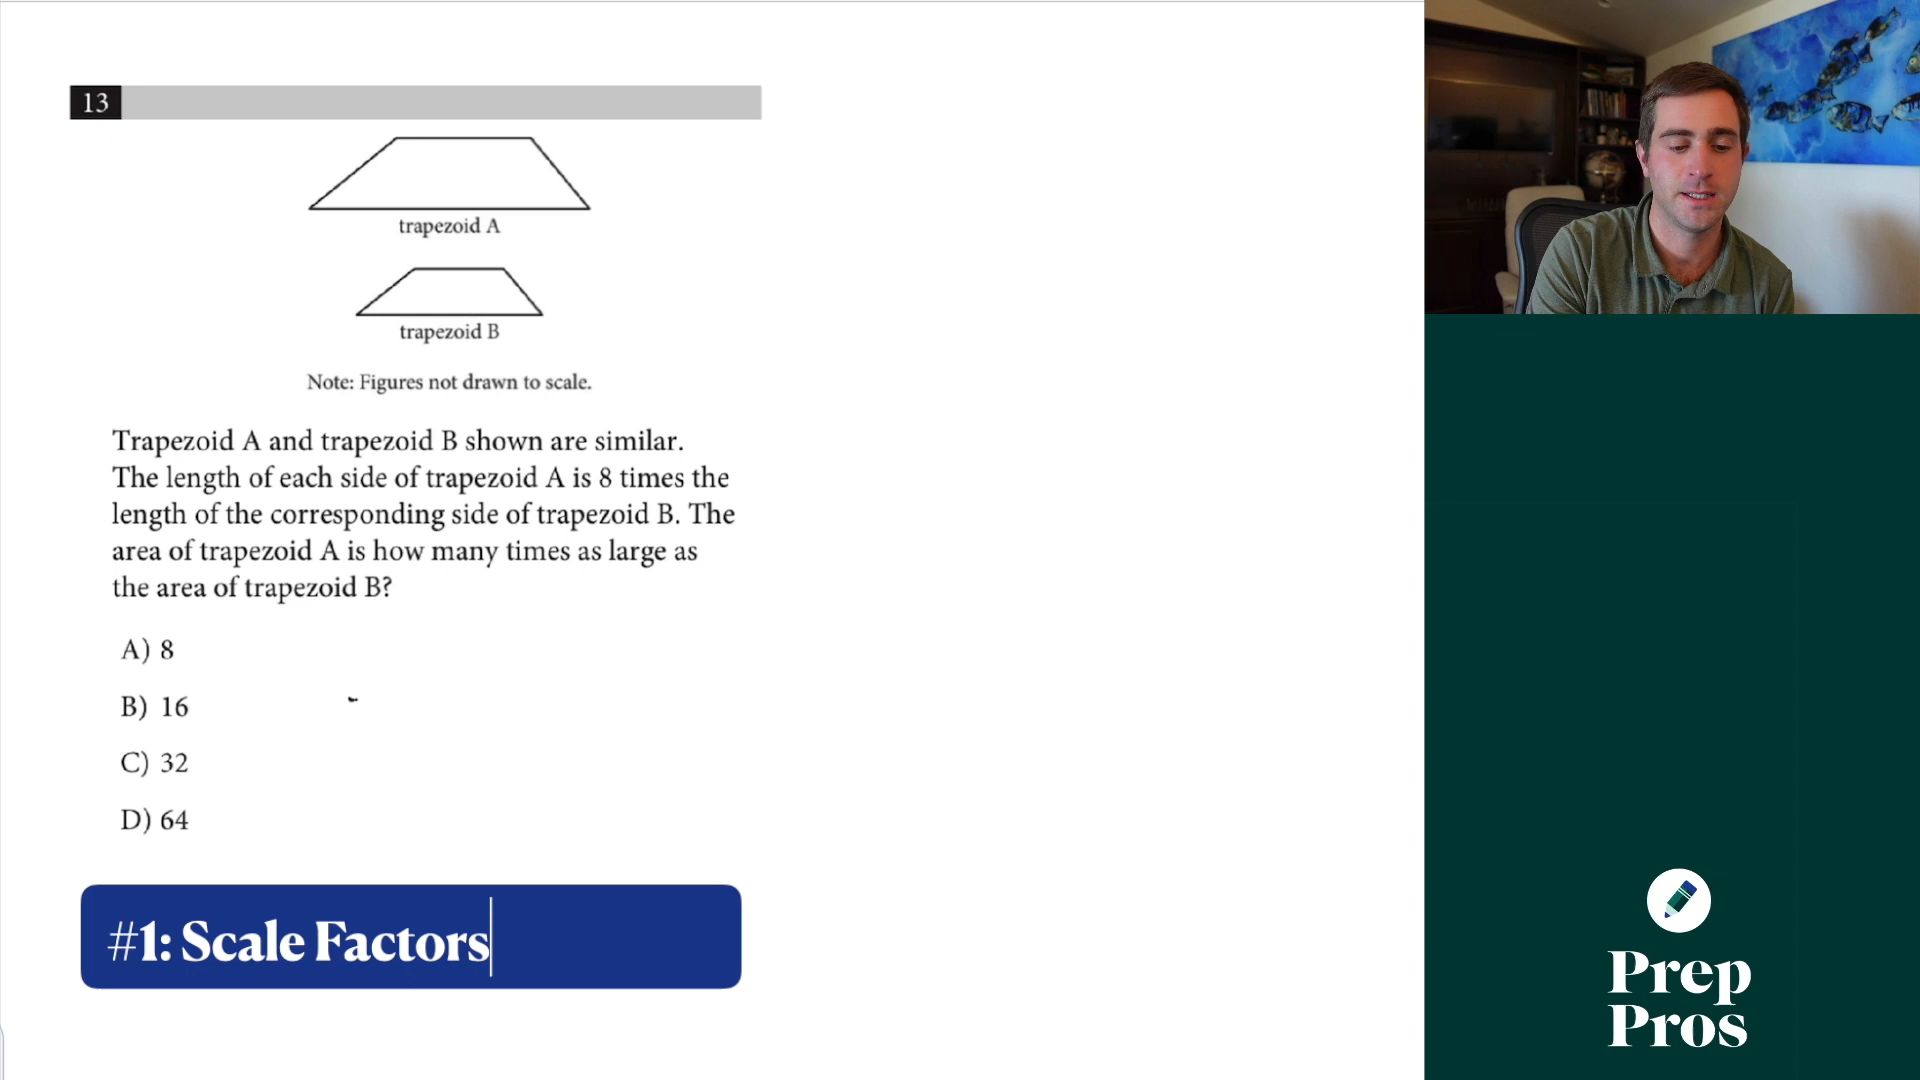 13
trapezoid A
trapezoid B
Note: Figures not drawn to scale.
Trapezoid A and trapezoid B shown are similar.
The length of each side of trapezoid A is 8 times the
length of the corresponding side of trapezoid B. The
area of trapezoid A is how many times as large as
the area of trapezoid B?
A) 8
B) 16
C) 32
D) 64
#1: Scale Factors
Prep
Pros